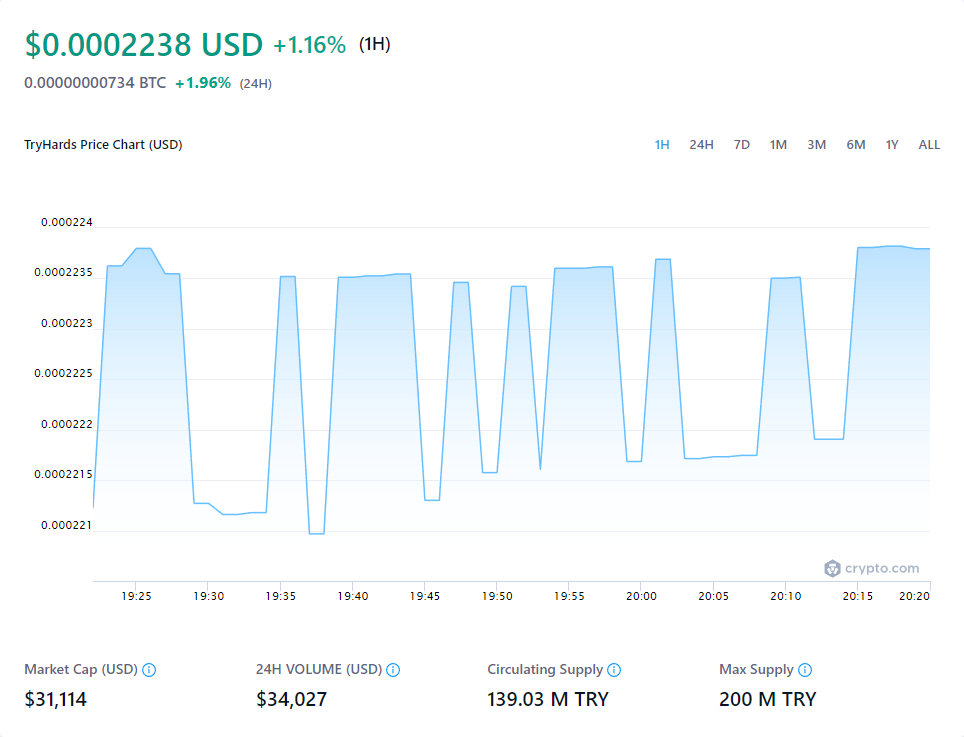 $0.0002238 USD +1.16% (1H)
0.00000000734 BTC +1.96% (24H)
TryHards Price Chart (USD)
1H 24H 7D 1M 3M 6M 1Y ALL
0.000224
0.0002235
0.000223
0.0002225
0.000222
0.0002215
0.000221
crypto.com
19:25 19:30 19:35 19:40 19:45 19:50 19:55 20:00 20:05 20:10 20:15 20:20
Market Cap (USD) 24H VOLUME (USD) Circulating Supply Max Supply
$31,114 $34,027 139.03 M TRY 200 M TRY